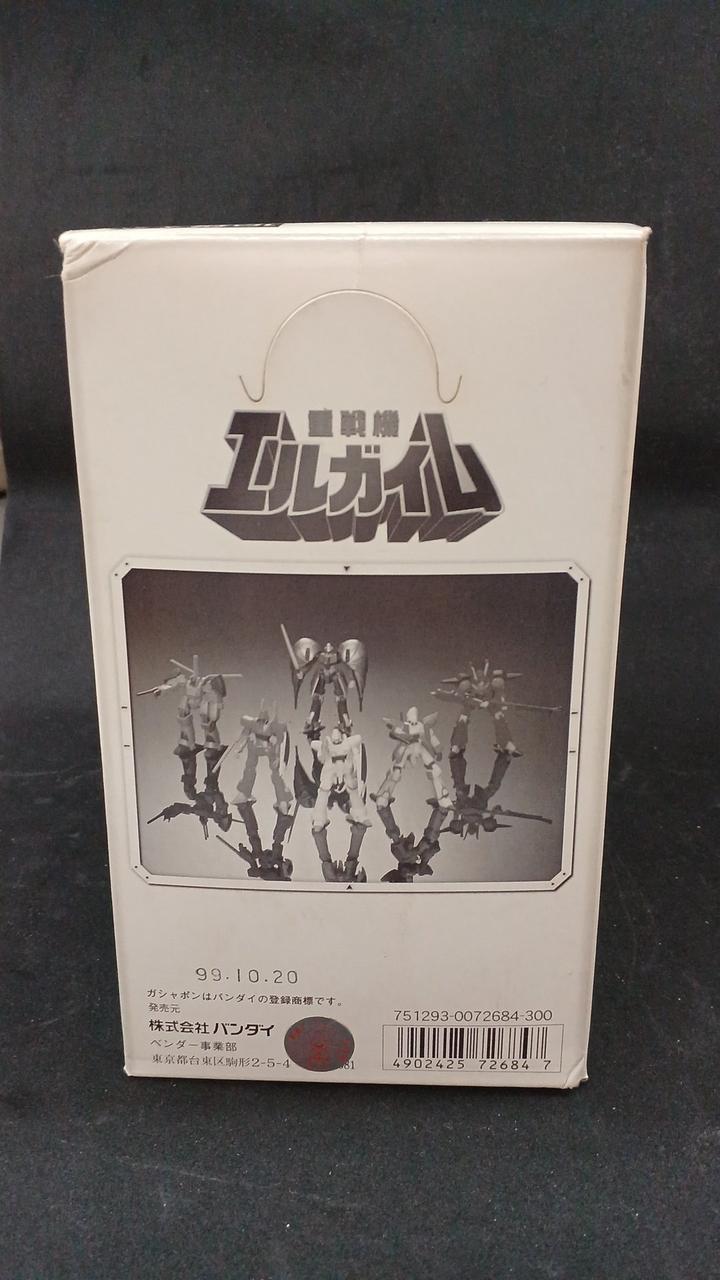 重戦機
エルガイム
99.10.20
ガシャポンはバンダイの登録商標です。
発売元
株式会社 バンダイ
ベンダー事業部
東京都台東区駒形2-5-4
81
751293-0072684-300
4902425 72684 7